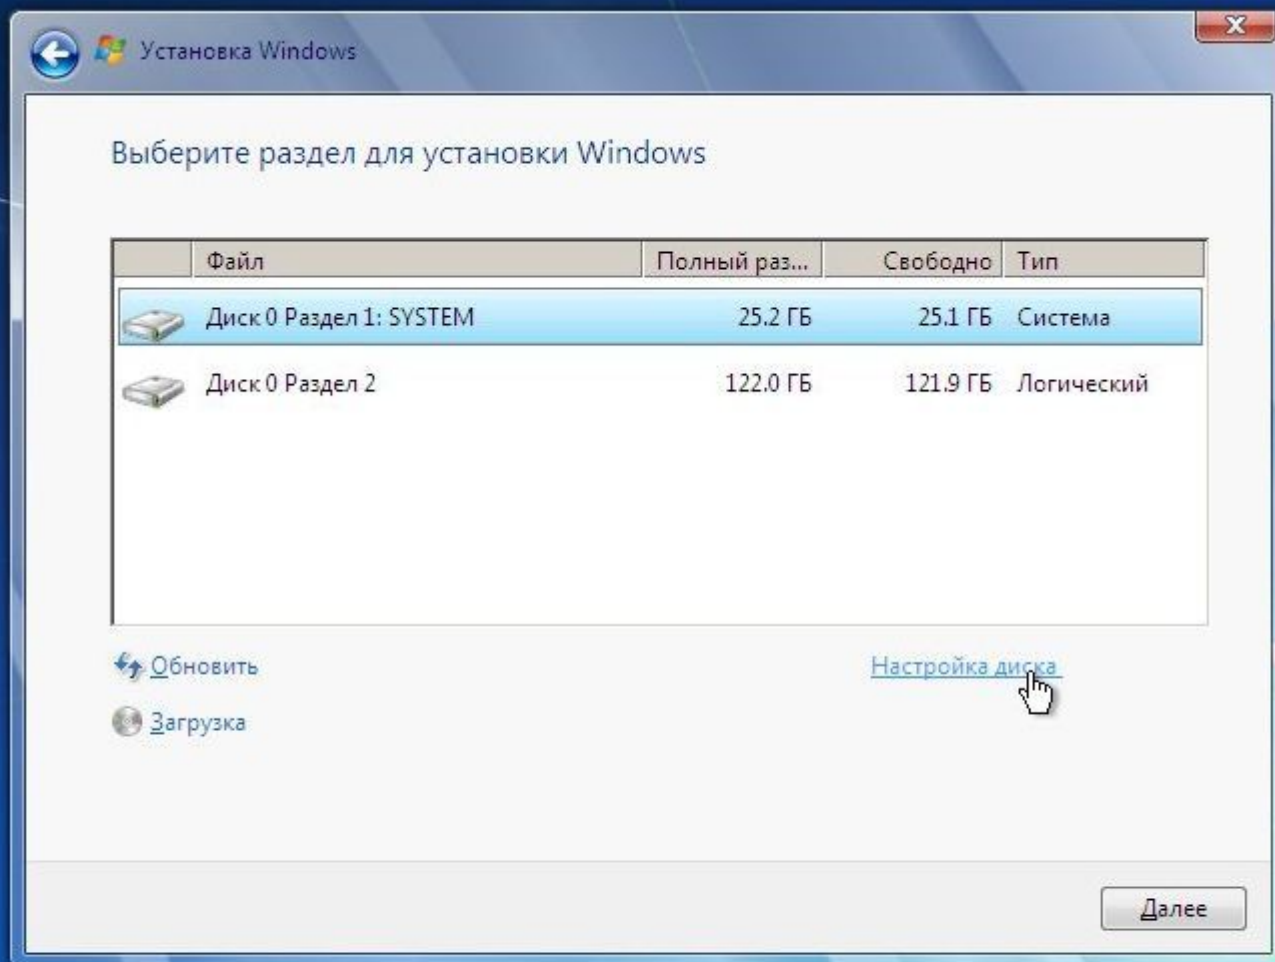 Установка Windows
Выберите раздел для установки Windows
Файл Полный раз... Свободно Тип
Диск 0 Раздел 1: SYSTEM 25.2 ГБ 25.1 ГБ Система
Диск 0 Раздел 2 122.0 ГБ 121.9 ГБ Логический
Обновить Настройка диска
Загрузка
Далее